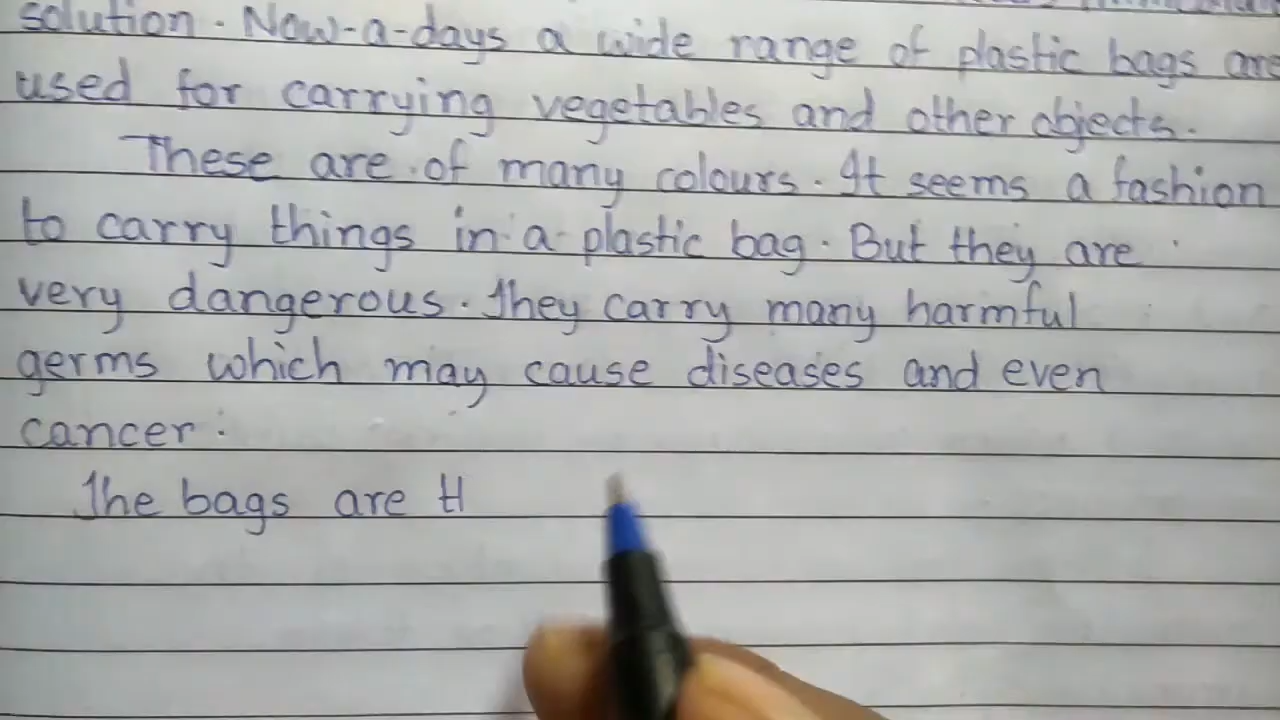 solution. Now-a-days a wide range of plastic bags are
used for carrying vegetables and other objects.
These are of many colours. It seems a fashion
to carry things in a plastic bag. But they are
very dangerous. They carry many harmful
germs which may cause diseases and even
cancer.
The bags are t